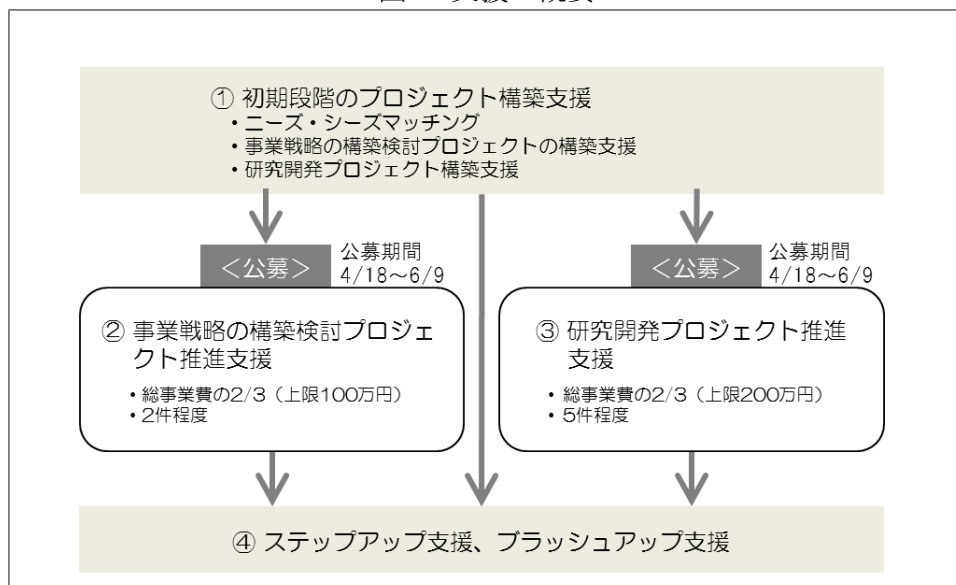 ① 初期段階のプロジェクト構築支援
・ニーズ・シーズマッチング
・事業戦略の構築検討プロジェクトの構築支援
・研究開発プロジェクト構築支援
＜公募＞
公募期間
4/18～6/9
＜公募＞
公募期間
4/18～6/9
② 事業戦略の構築検討プロジェ
クト推進支援
・総事業費の2/3（上限100万円）
・2件程度
③ 研究開発プロジェクト推進
支援
・総事業費の2/3（上限200万円）
・5件程度
④ ステップアップ支援、ブラッシュアップ支援